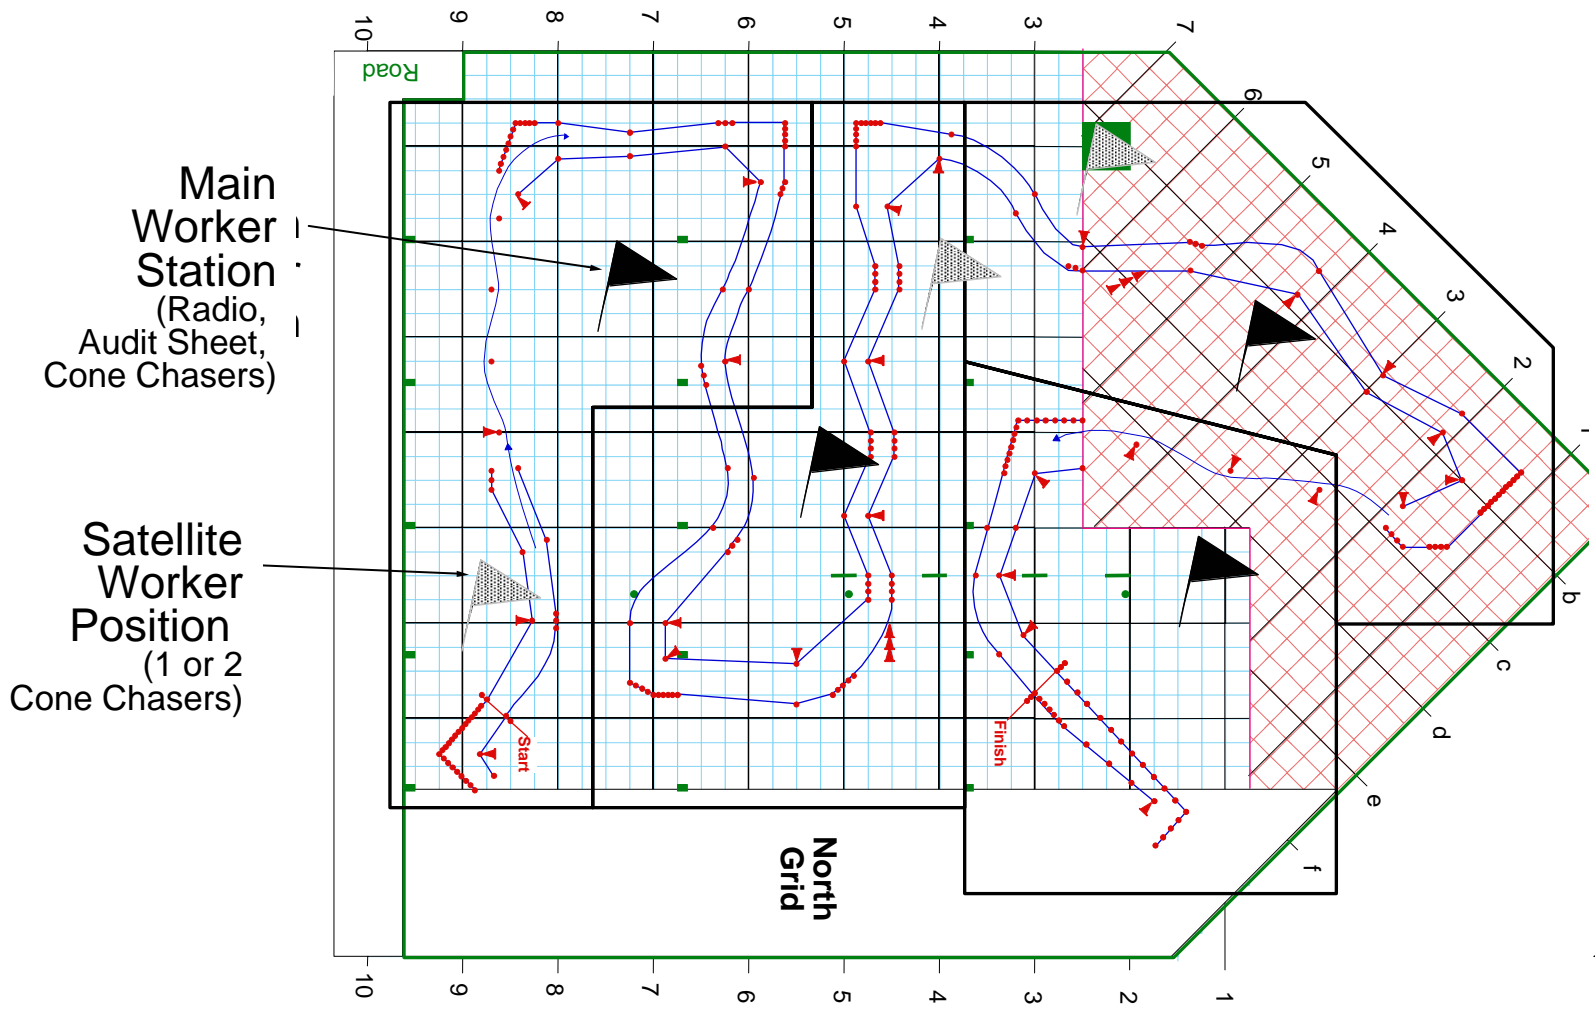 10
9
8
7
6
5
4
3
7
Road
6
5
4
3
2
1
Main
Worker
Station
(Radio,
Audit Sheet,
Cone Chasers)
Satellite
Worker
Position
(1 or 2
Cone Chasers)
Start
Finish
b
c
d
e
f
North
Grid
10
9
8
7
6
5
4
3
2
1